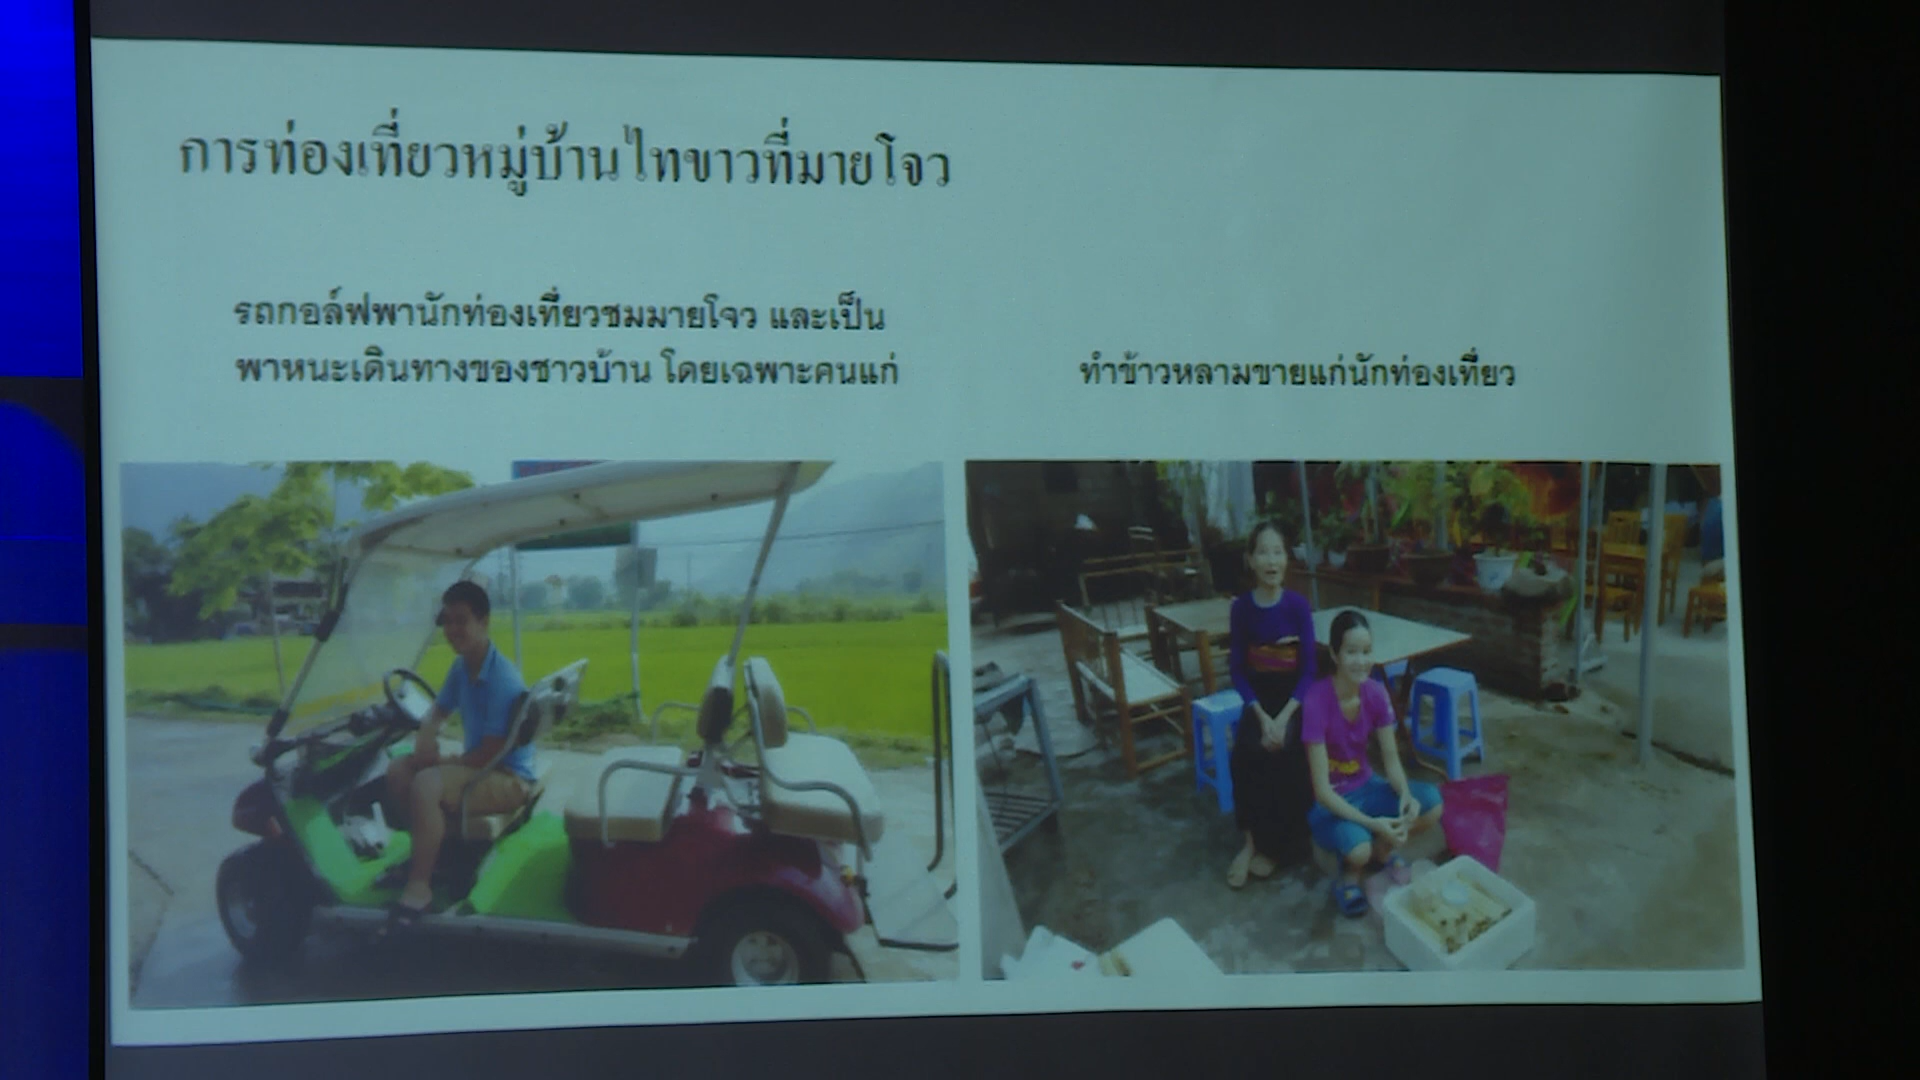 การท่องเที่ยวหมู่บ้านไทขาวที่มายโจว
รถกอล์ฟพานักท่องเที่ยวชมมายโจว และเป็น
พาหนะเดินทางของชาวบ้าน โดยเฉพาะคนแก่
ทำข้าวหลามขายแก่นักท่องเที่ยว